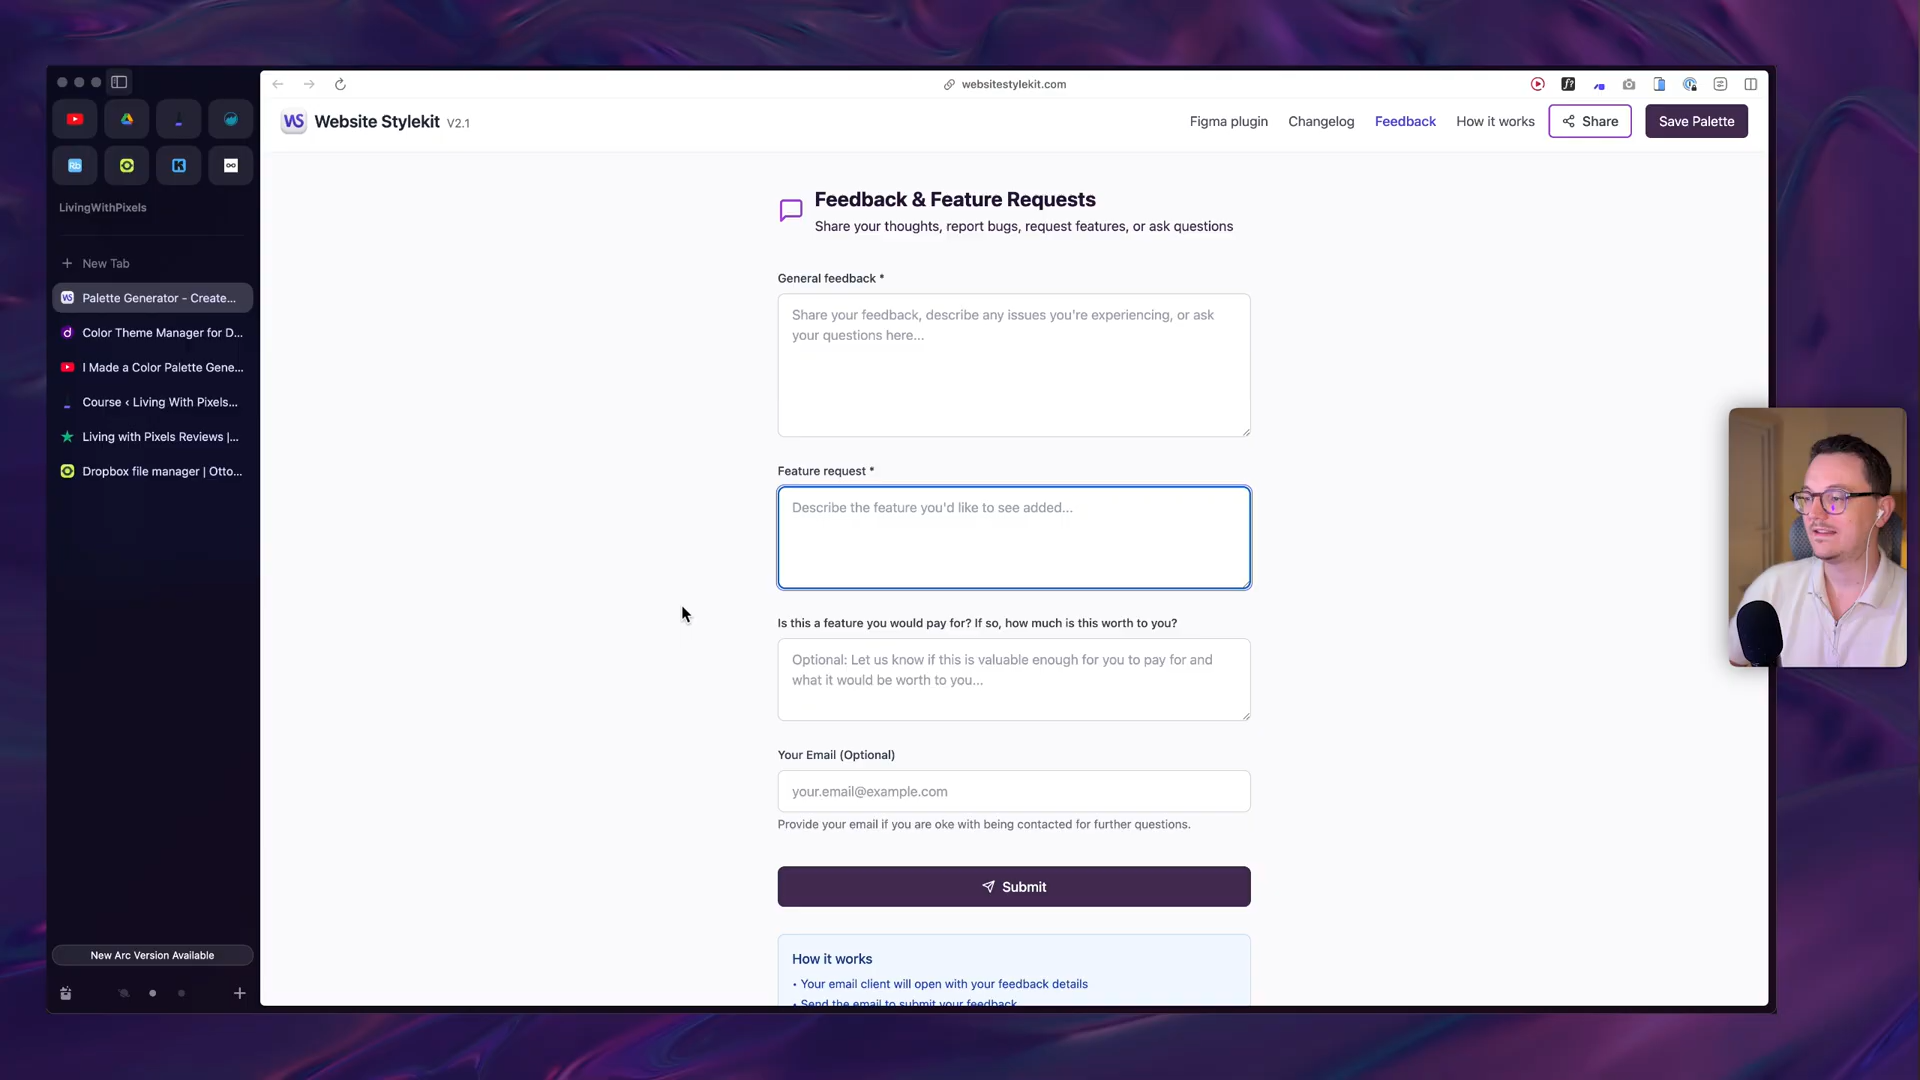 websitestylekit.com
WS Website Stylekit V2.1
Figma plugin
Changelog
Feedback
How it works
Share
Save Palette
LivingWithPixels
New Tab
Palette Generator - Create...
Color Theme Manager for D...
I Made a Color Palette Gene...
Course ‹ Living With Pixels...
Living with Pixels Reviews |...
Dropbox file manager | Otto...
New Arc Version Available
Feedback & Feature Requests
Share your thoughts, report bugs, request features, or ask questions
General feedback *
Share your feedback, describe any issues you're experiencing, or ask
your questions here...
Feature request *
Describe the feature you'd like to see added...
Is this a feature you would pay for? If so, how much is this worth to you?
Optional: Let us know if this is valuable enough for you to pay for and
what it would be worth to you...
Your Email (Optional)
your.email@example.com
Provide your email if you are oke with being contacted for further questions.
Submit
How it works
• Your email client will open with your feedback details
• Send the email to submit your feedback